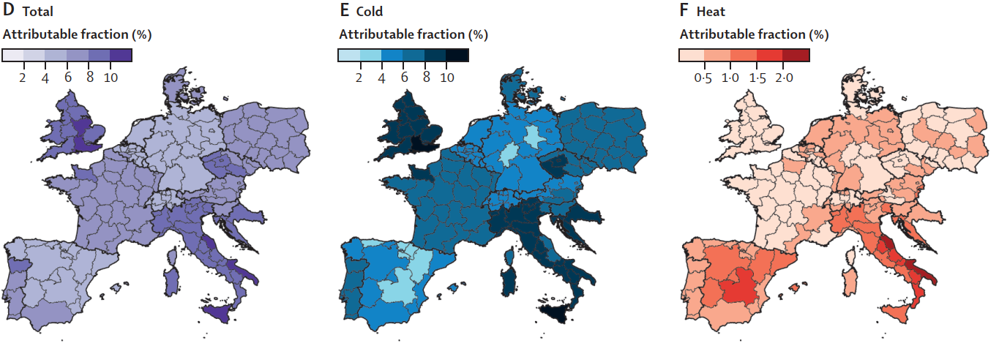 D Total
Attributable fraction (%)
2 4 6 8 10
E Cold
Attributable fraction (%)
2 4 6 8 10
F Heat
Attributable fraction (%)
0·5 1·0 1·5 2·0